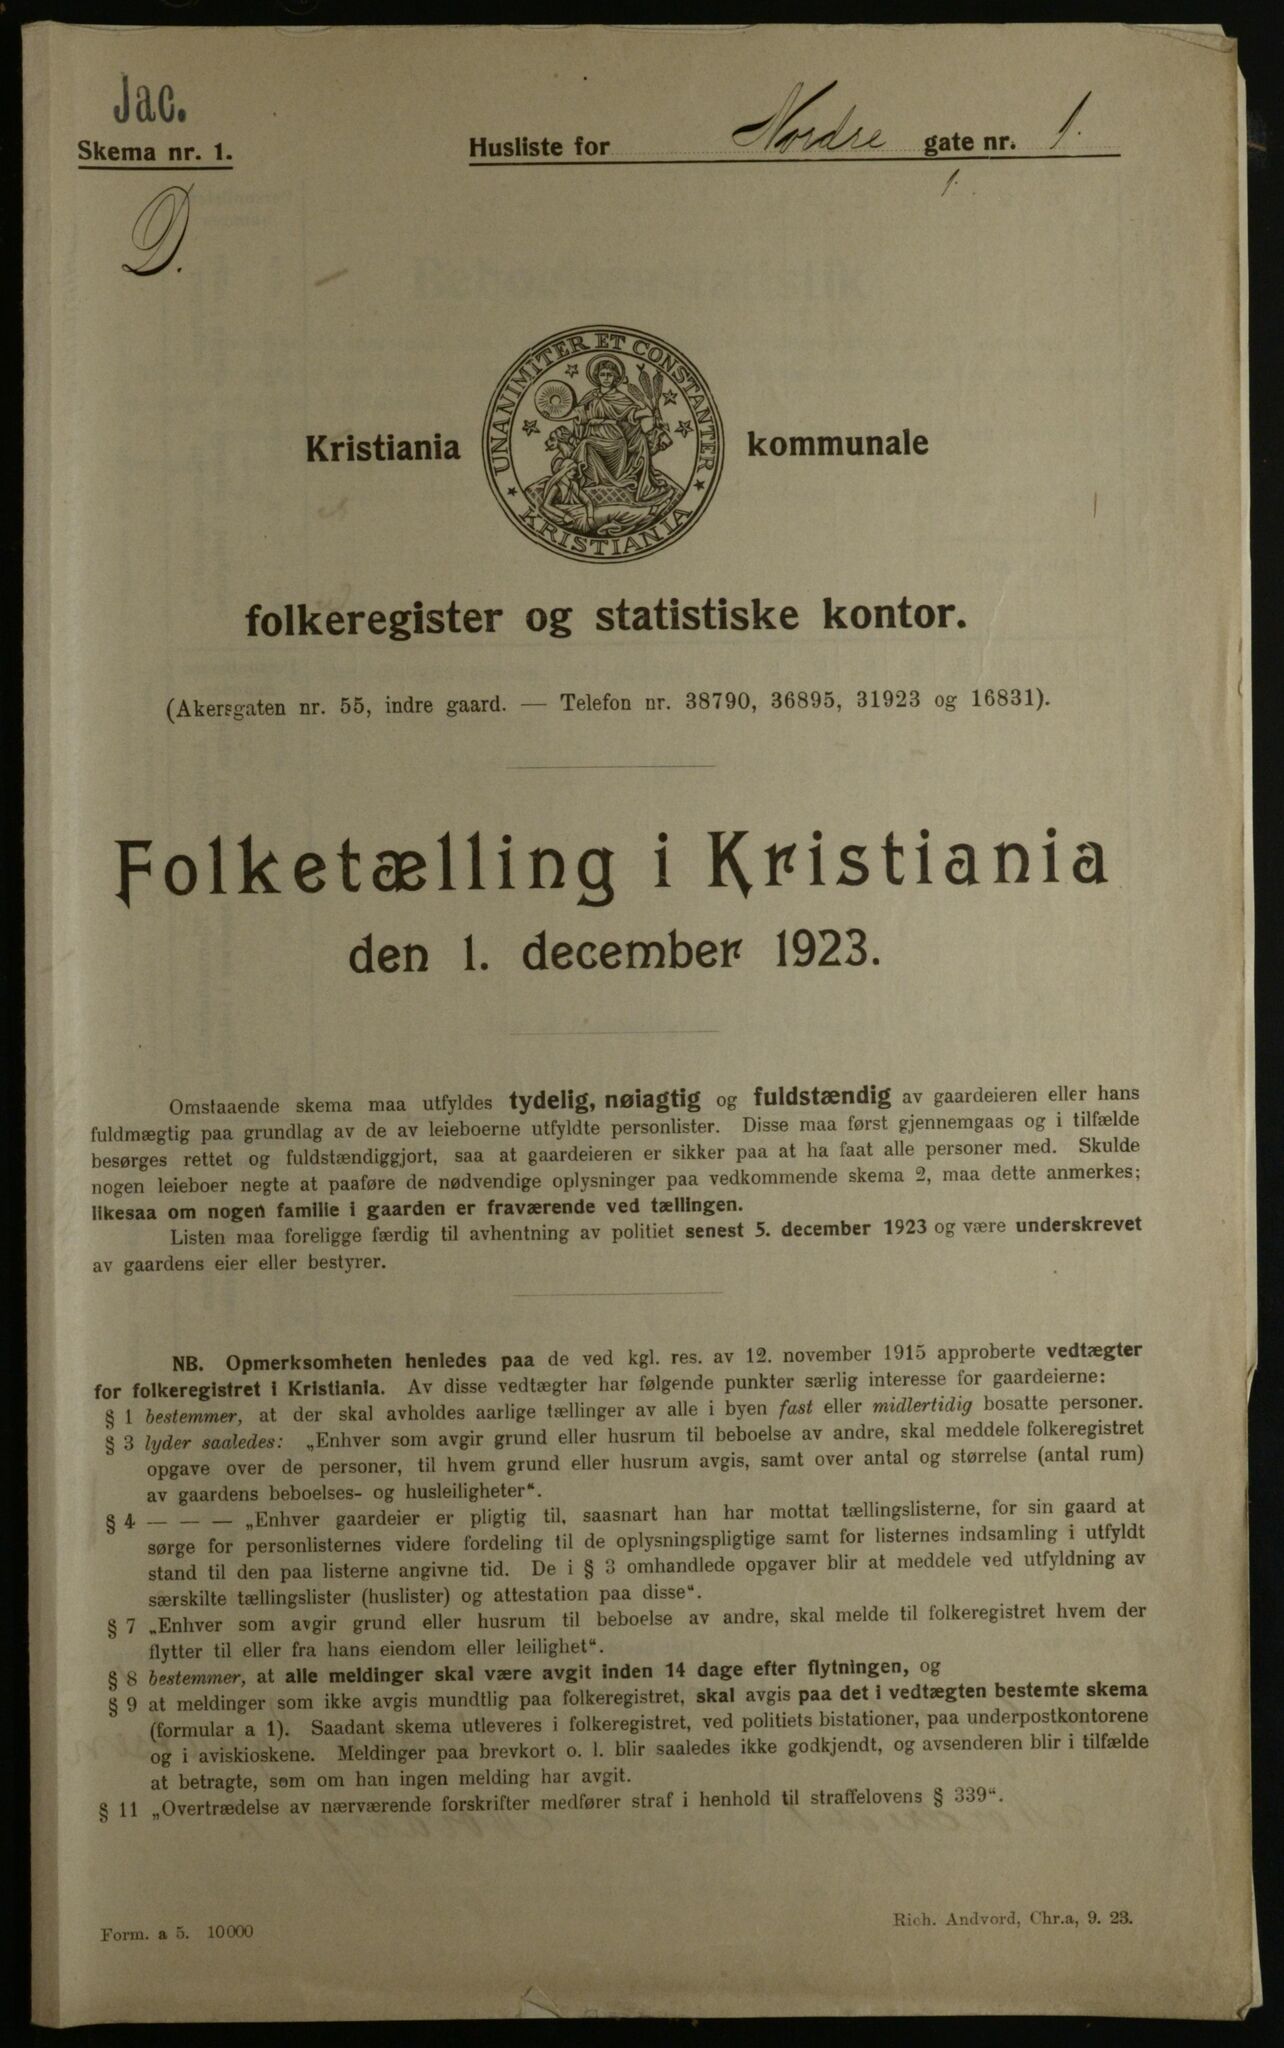 Jac.
Skema nr. 1.
Husliste for Nordre gate nr. 1.
1.
D.
UNANIMITER ET CONSTANTER
KRISTIANIA
Kristiania kommunale
folkeregister og statistiske kontor.
(Akersgaten nr. 55, indre gaard. — Telefon nr. 38790, 36895, 31923 og 16831).
Folketælling i Kristiania
den 1. december 1923.
Omstaaende skema maa utfyldes tydelig, nøiagtig og fuldstændig av gaardeieren eller hans
fuldmægtig paa grundlag av de av leieboerne utfyldte personlister. Disse maa først gjennemgaas og i tilfælde
besørges rettet og fuldstændiggjort, saa at gaardeieren er sikker paa at ha faat alle personer med. Skulde
nogen leieboer negte at paaføre de nødvendige oplysninger paa vedkommende skema 2, maa dette anmerkes;
likesaa om nogen familie i gaarden er fraværende ved tællingen.
Listen maa foreligge færdig til avhentning av politiet senest 5. december 1923 og være underskrevet
av gaardens eier eller bestyrer.
NB. Opmerksomheten henledes paa de ved kgl. res. av 12. november 1915 approberte vedtægter
for folkeregistret i Kristiania. Av disse vedtægter har følgende punkter særlig interesse for gaardeierne:
§ 1 bestemmer, at der skal avholdes aarlige tællinger av alle i byen fast eller midlertidig bosatte personer.
§ 3 lyder saaledes: „Enhver som avgir grund eller husrum til beboelse av andre, skal meddele folkeregistret
opgave over de personer, til hvem grund eller husrum avgis, samt over antal og størrelse (antal rum)
av gaardens beboelses- og husleiligheter“.
§ 4 — — — „Enhver gaardeier er pligtig til, saasnart han har mottat tællingslisterne, for sin gaard at
sørge for personlisternes videre fordeling til de oplysningspligtige samt for listernes indsamling i utfyldt
stand til den paa listerne angivne tid. De i § 3 omhandlede opgaver blir at meddele ved utfyldning av
særskilte tællingslister (huslister) og attestation paa disse“.
§ 7 „Enhver som avgir grund eller husrum til beboelse av andre, skal melde til folkeregistret hvem der
flytter til eller fra hans eiendom eller leilighet“.
§ 8 bestemmer, at alle meldinger skal være avgit inden 14 dage efter flytningen, og
§ 9 at meldinger som ikke avgis mundtlig paa folkeregistret, skal avgis paa det i vedtægten bestemte skema
(formular a 1). Saadant skema utleveres i folkeregistret, ved politiets bistationer, paa underpostkontorene
og i aviskioskene. Meldinger paa brevkort o. l. blir saaledes ikke godkjendt, og avsenderen blir i tilfælde
at betragte, som om han ingen melding har avgit.
§ 11 „Overtrædelse av nærværende forskrifter medfører straf i henhold til straffelovens § 339“.
Form. a 5. 10000
Rich. Andvord, Chr.a, 9. 23.